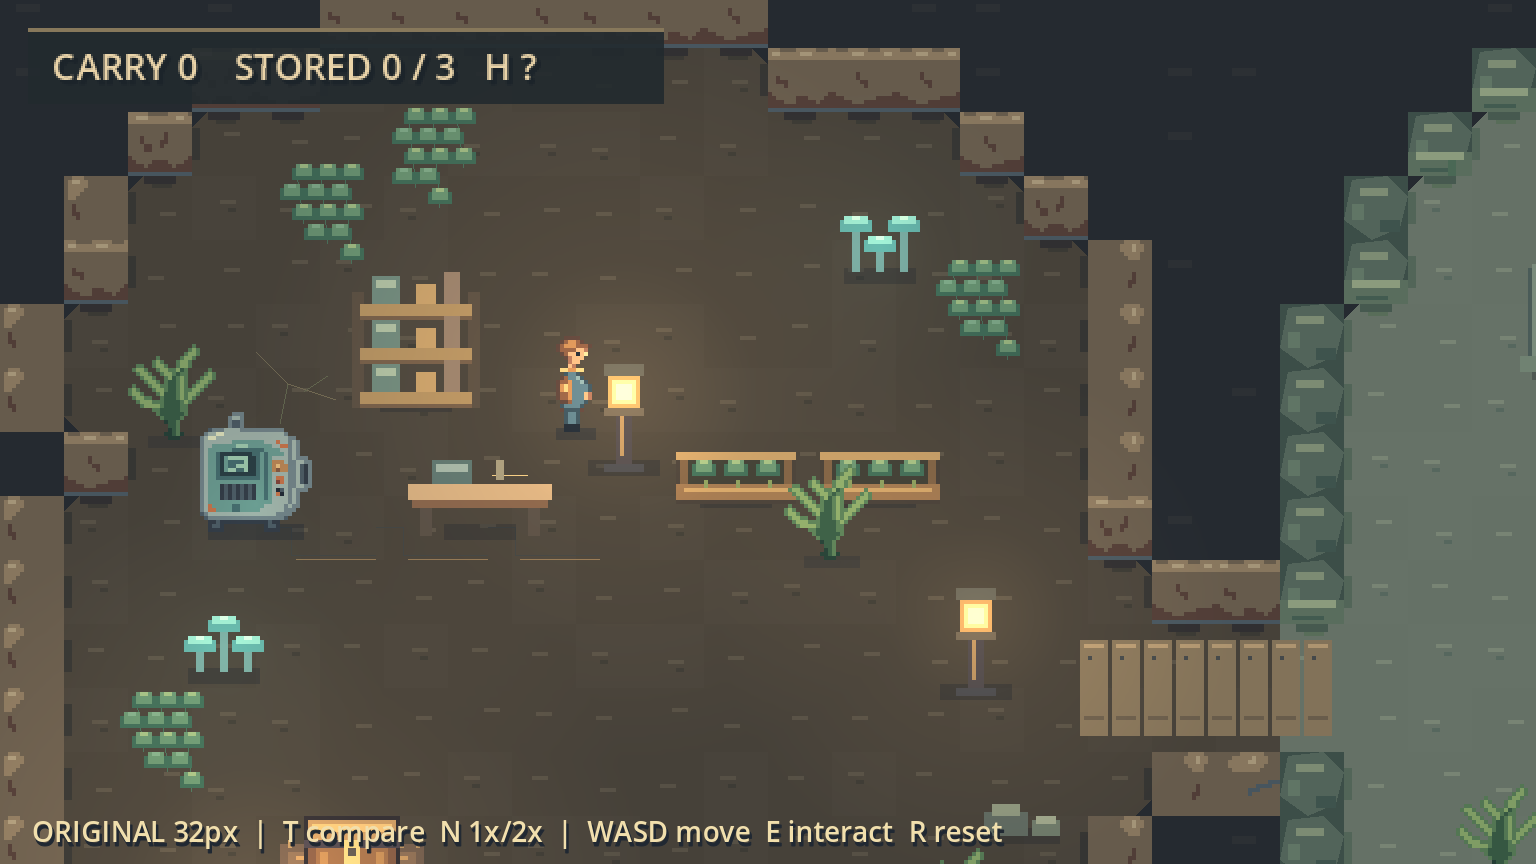 CARRY 0 STORED 0 / 3 H ?
ORIGINAL 32px | T compare N 1x/2x | WASD move E interact R reset